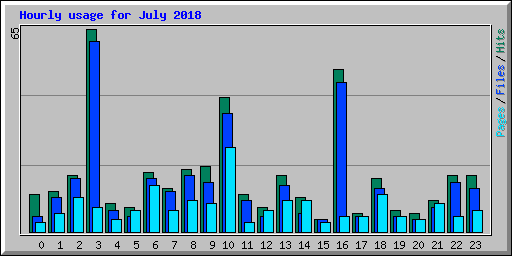 Hourly usage for July 2018
65
Pages/Files/Hits
0 1 2 3 4 5 6 7 8 9 10 11 12 13 14 15 16 17 18 19 20 21 22 23